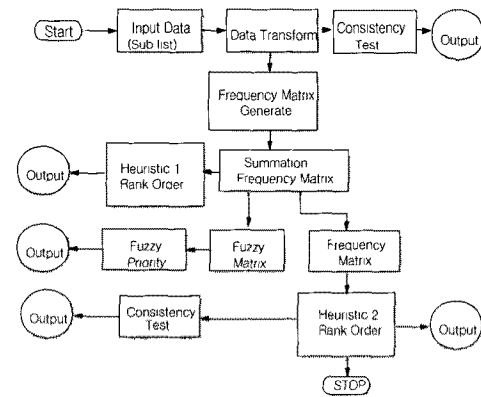 Start
Input Data
(Sub list)
Data Transform
Consistency
Test
Output
Frequency Matrix
Generate
Summation
Frequency Matrix
Heuristic 1
Rank Order
Output
Output
Fuzzy
Priority
Fuzzy
Matrix
Frequency
Matrix
Output
Consistency
Test
Heuristic 2
Rank Order
Output
STOP